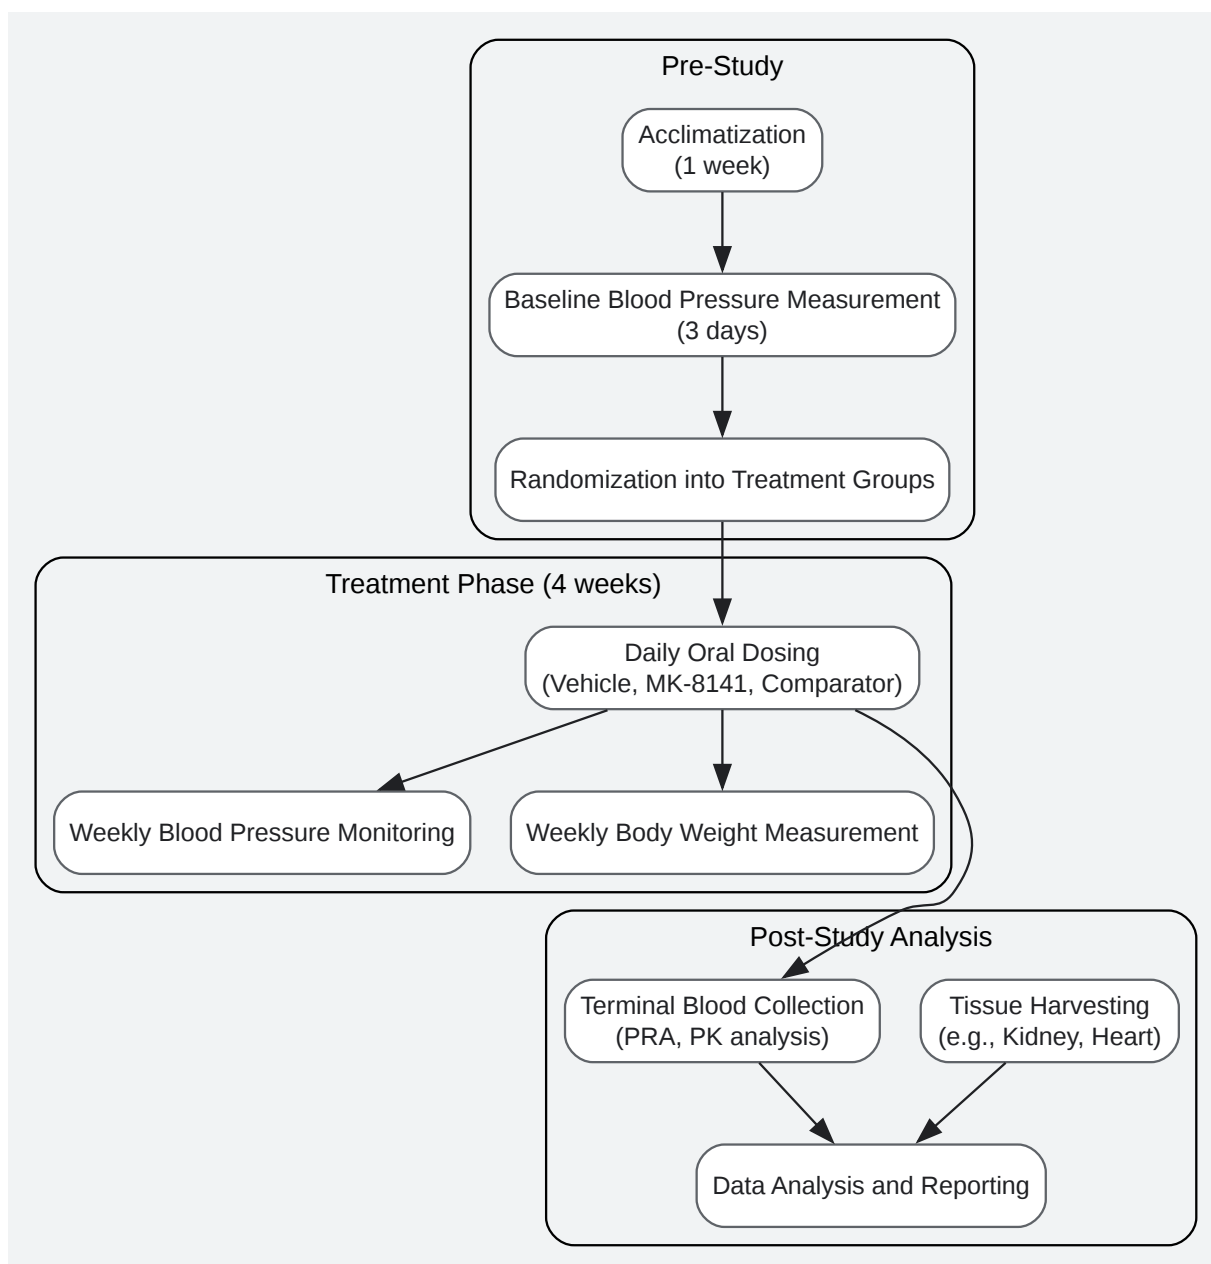 Pre-Study
Acclimatization
(1 week)
Baseline Blood Pressure Measurement
(3 days)
Randomization into Treatment Groups
Treatment Phase (4 weeks)
Daily Oral Dosing
(Vehicle, MK-8141, Comparator)
Weekly Blood Pressure Monitoring
Weekly Body Weight Measurement
Post-Study Analysis
Terminal Blood Collection
(PRA, PK analysis)
Tissue Harvesting
(e.g., Kidney, Heart)
Data Analysis and Reporting